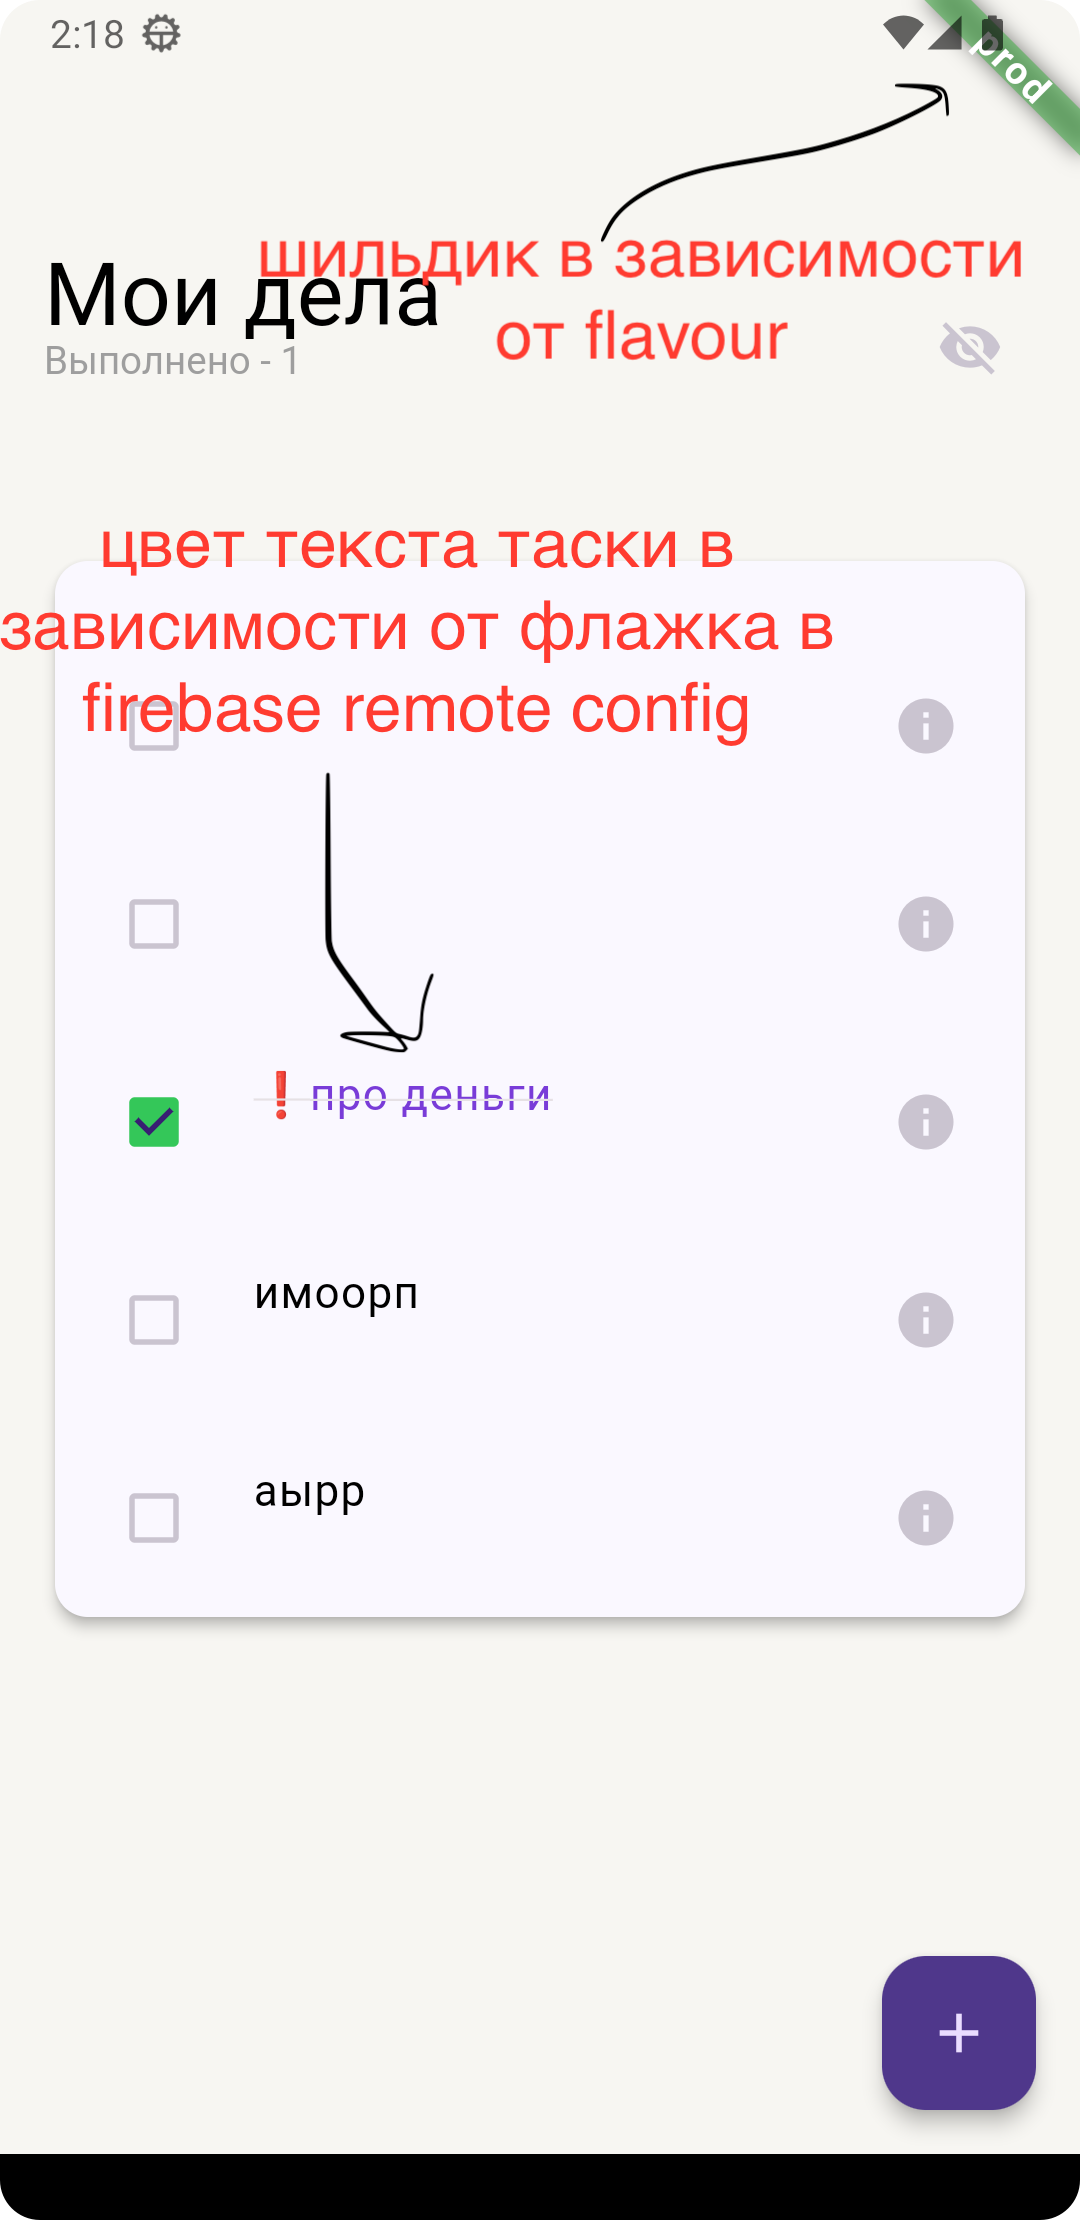 2:18
prod
шильдик в зависимости
от flavour
Мои дела
Выполнено - 1
цвет текста таски в
зависимости от флажка в
firebase remote config
❗ про деньги
имоорп
аырр